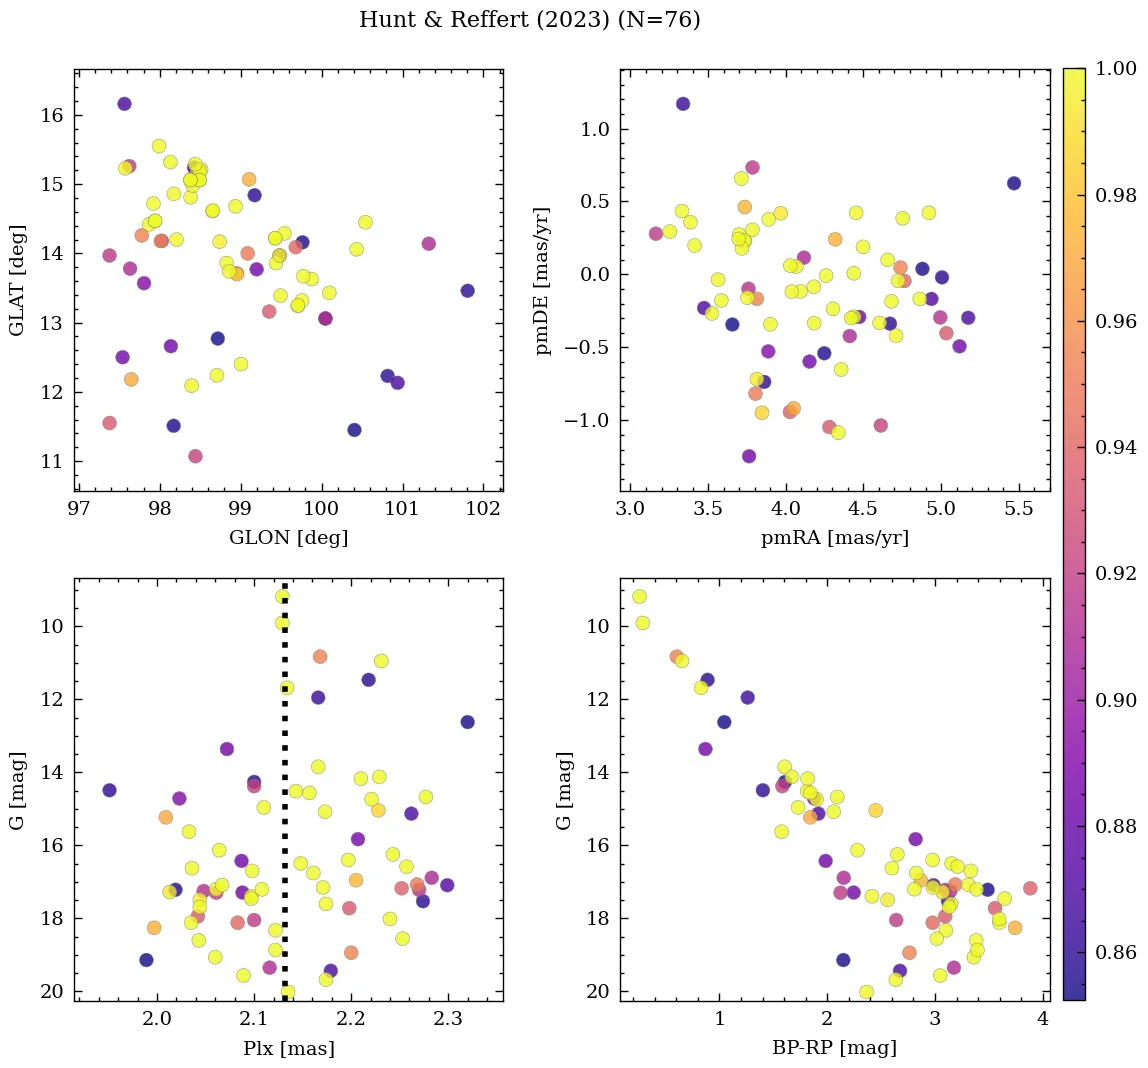 Hunt & Reffert (2023) (N=76)
16
15
14
13
12
11
GLAT [deg]
97 98 99 100 101 102
GLON [deg]
1.0
0.5
0.0
−0.5
−1.0
pmDE [mas/yr]
3.0 3.5 4.0 4.5 5.0 5.5
pmRA [mas/yr]
10
12
14
16
18
20
G [mag]
2.0 2.1 2.2 2.3
Plx [mas]
10
12
14
16
18
20
G [mag]
1 2 3 4
BP-RP [mag]
1.00
0.98
0.96
0.94
0.92
0.90
0.88
0.86